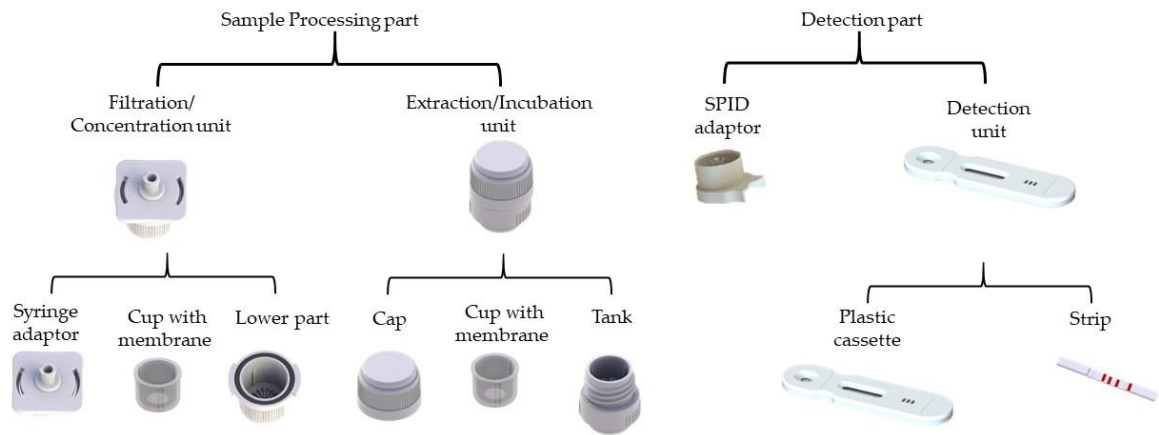 Sample Processing part
Detection part
Filtration/
Concentration unit
Extraction/Incubation
unit
SPID
adaptor
Detection
unit
Syringe
adaptor
Cup with
membrane
Lower part
Cap
Cup with
membrane
Tank
Plastic
cassette
Strip